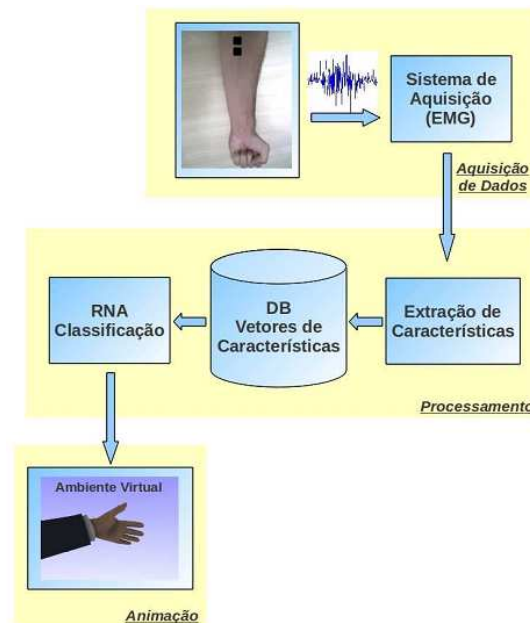 Sistema de
Aquisição
(EMG)
Aquisição
de Dados
RNA
Classificação
DB
Vetores de
Características
Extração de
Características
Processamento
Ambiente Virtual
Animação